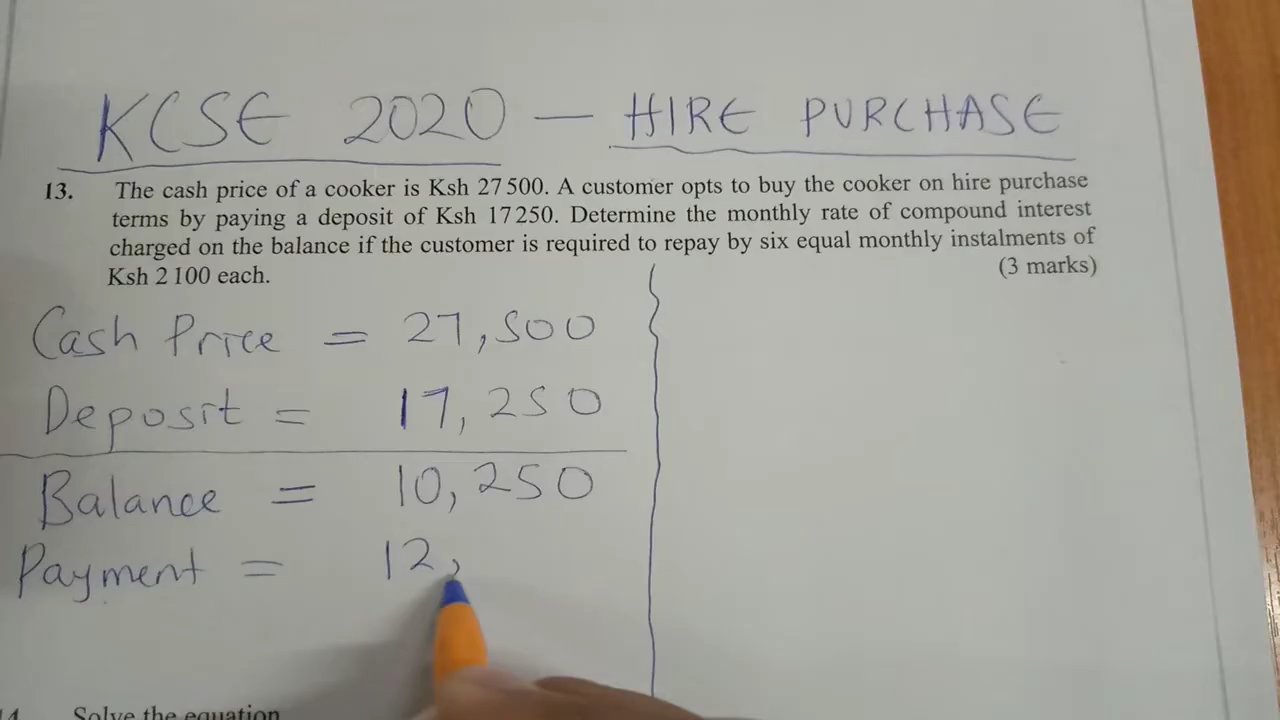 KCSE 2020 — HIRE PURCHASE
13. The cash price of a cooker is Ksh 27 500. A customer opts to buy the cooker on hire purchase
terms by paying a deposit of Ksh 17 250. Determine the monthly rate of compound interest
charged on the balance if the customer is required to repay by six equal monthly instalments of
Ksh 2 100 each. (3 marks)
Cash Price = 27,500
Deposit = 17,250
Balance = 10,250
Payment = 12,
Solve the equation